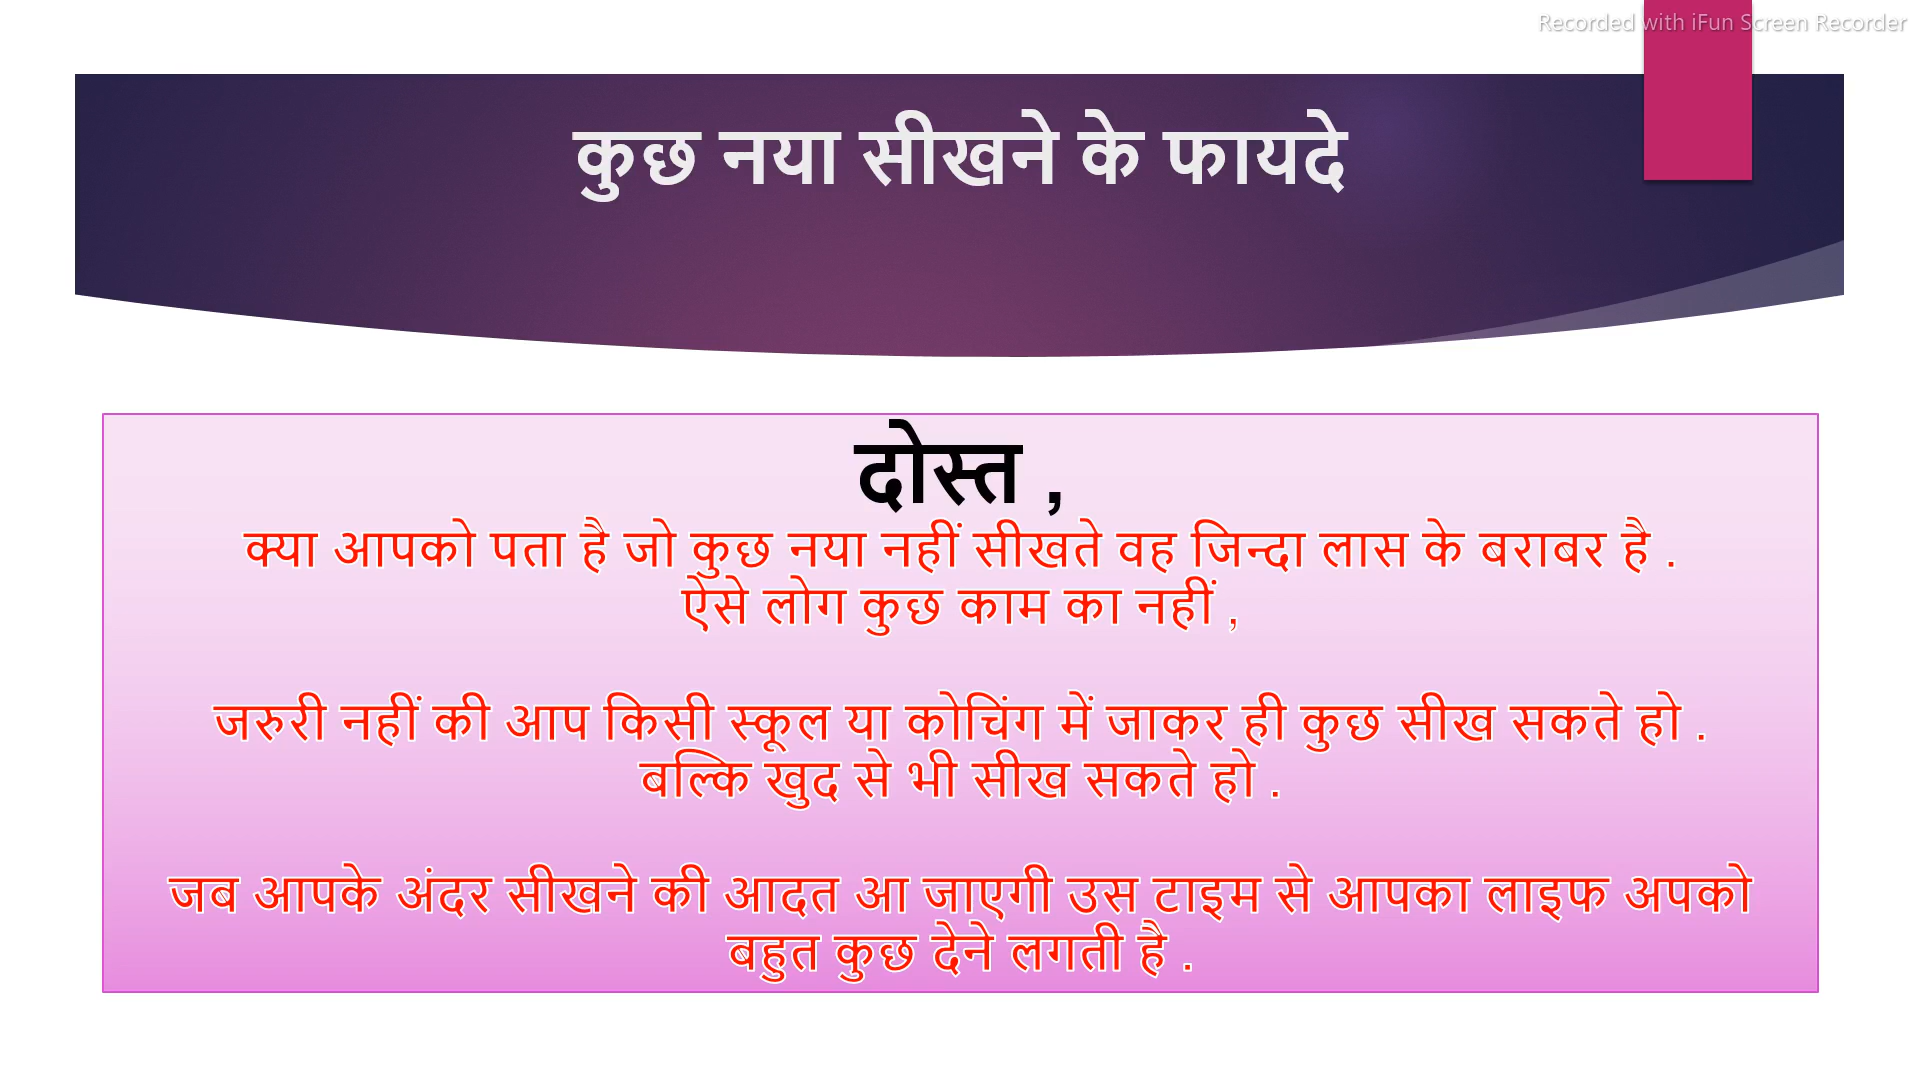 Recorded with iFun Screen Recorder
कुछ नया सीखने के फायदे
दोस्त ,
क्या आपको पता है जो कुछ नया नहीं सीखते वह जिन्दा लास के बराबर है .
ऐसे लोग कुछ काम का नहीं ,
जरुरी नहीं की आप किसी स्कूल या कोचिंग में जाकर ही कुछ सीख सकते हो .
बल्कि खुद से भी सीख सकते हो .
जब आपके अंदर सीखने की आदत आ जाएगी उस टाइम से आपका लाइफ अपको
बहुत कुछ देने लगती है .